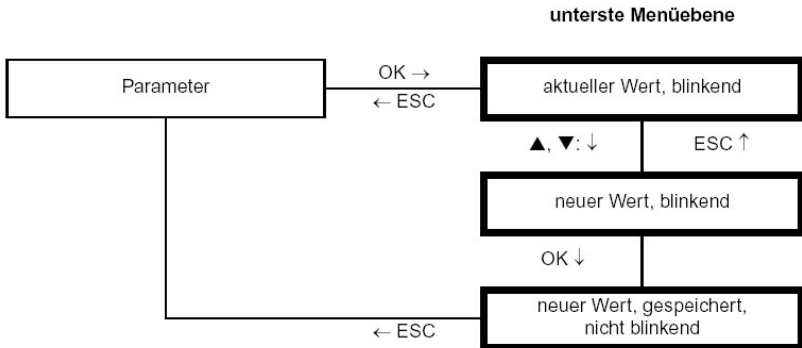 unterste Menüebene
Parameter
OK →
← ESC
aktueller Wert, blinkend
▲, ▼: ↓
ESC ↑
neuer Wert, blinkend
OK ↓
neuer Wert, gespeichert,
nicht blinkend
← ESC